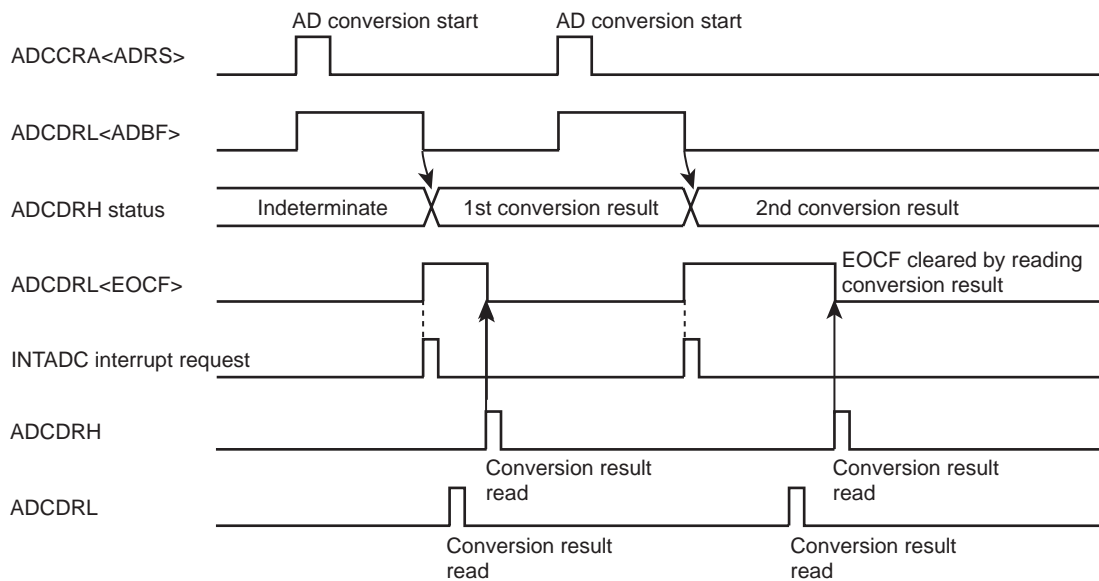 AD conversion start
AD conversion start
ADCCRA<ADRS>
ADCDRL<ADBF>
ADCDRH status
Indeterminate
1st conversion result
2nd conversion result
ADCDRL<EOCF>
EOCF cleared by reading
conversion result
INTADC interrupt request
ADCDRH
Conversion result
read
Conversion result
read
ADCDRL
Conversion result
read
Conversion result
read